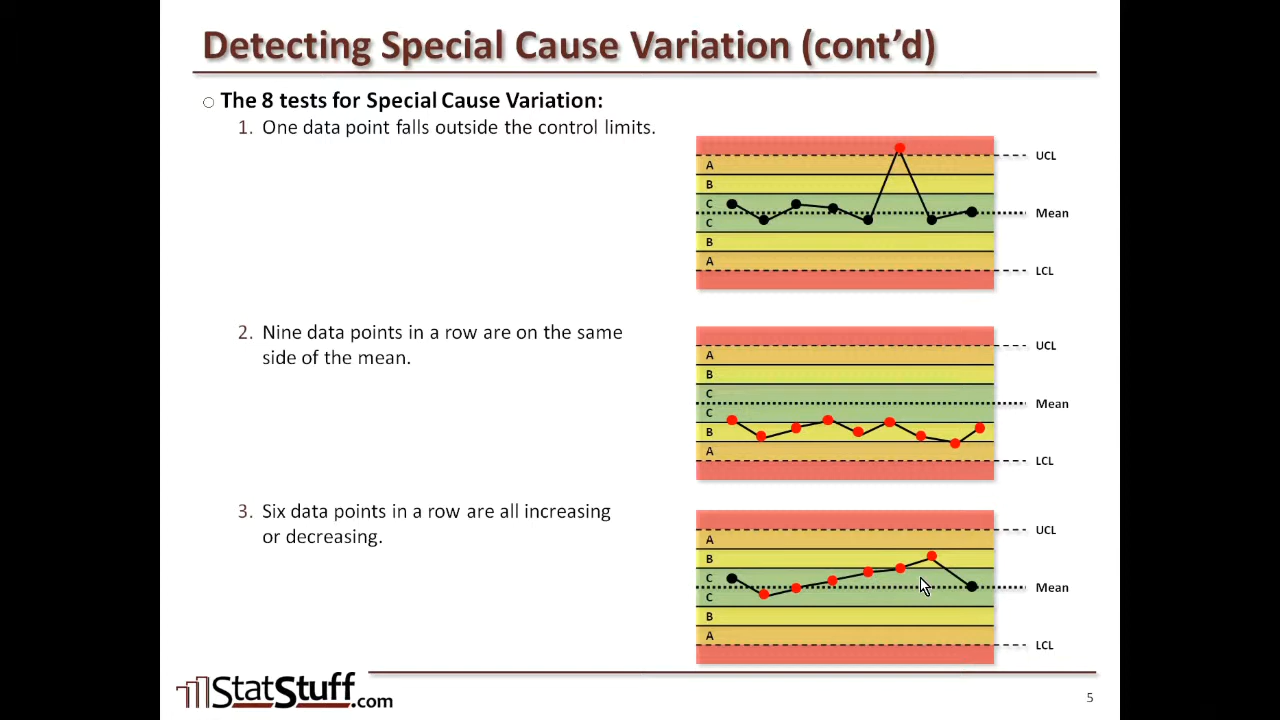 Detecting Special Cause Variation (cont’d)
The 8 tests for Special Cause Variation:
1. One data point falls outside the control limits.
A
B
C
C
B
A
UCL
Mean
LCL
2. Nine data points in a row are on the same
side of the mean.
A
B
C
C
B
A
UCL
Mean
LCL
3. Six data points in a row are all increasing
or decreasing.
A
B
C
C
B
A
UCL
Mean
LCL
StatStuff.com
5